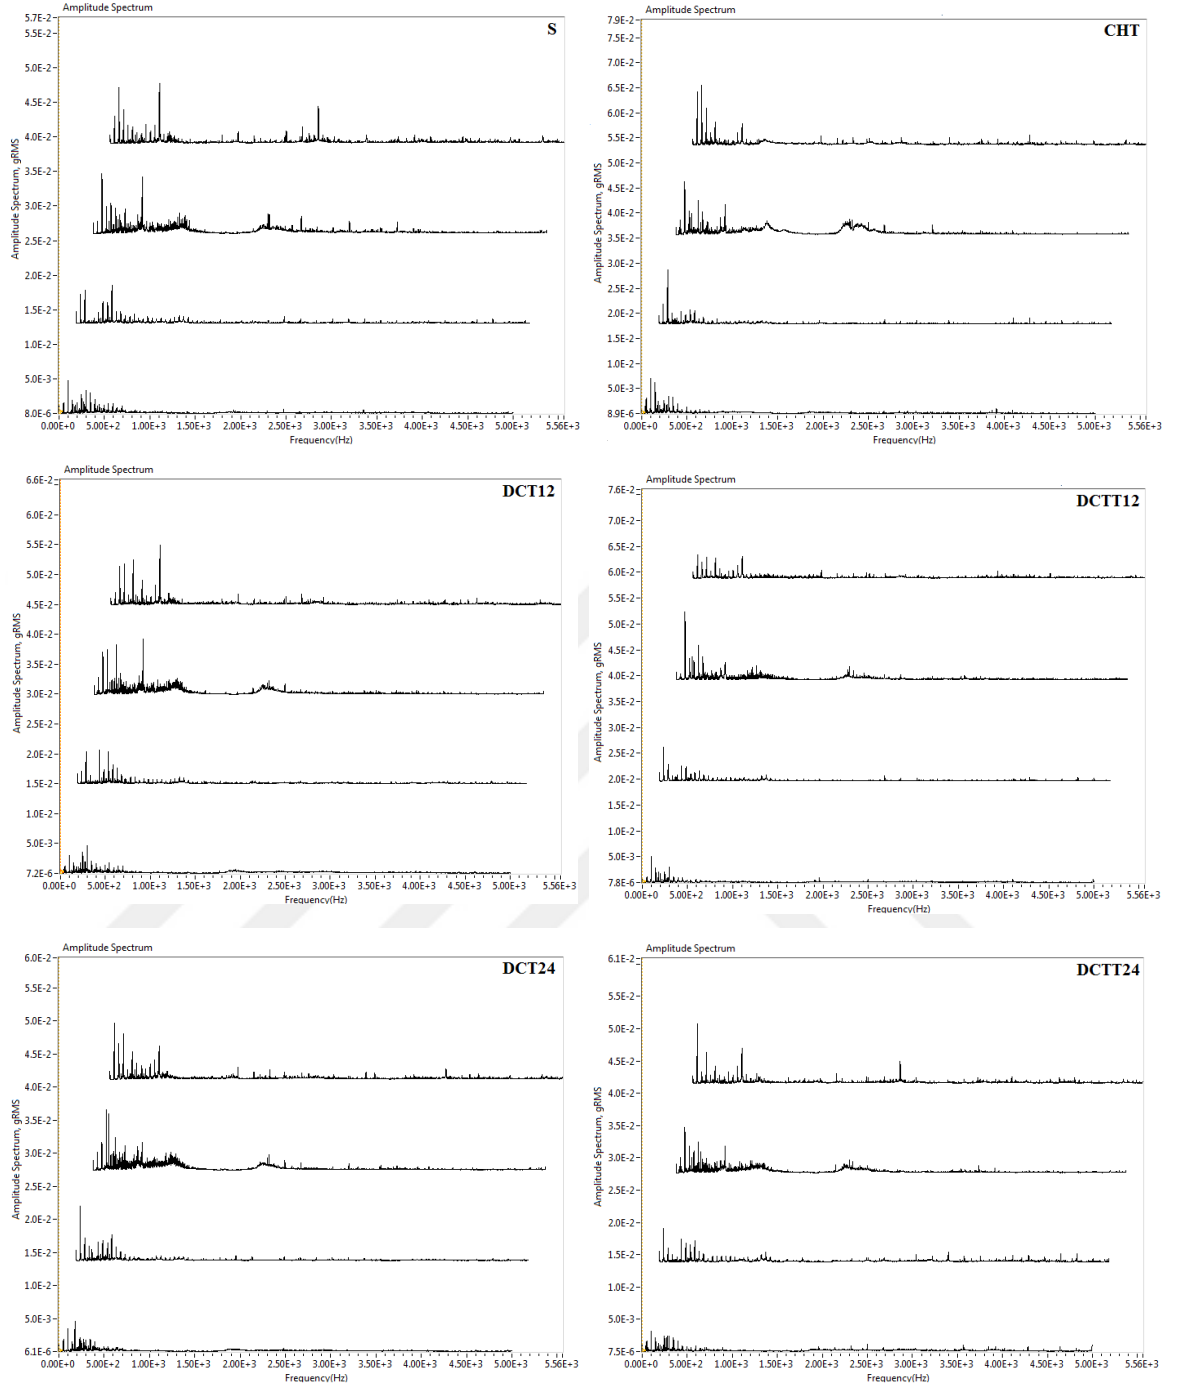 Amplitude Spectrum
S
5.7E-2
5.5E-2
5.0E-2
4.5E-2
4.0E-2
3.5E-2
3.0E-2
2.5E-2
2.0E-2
1.5E-2
1.0E-2
5.0E-3
8.0E-6
Amplitude Spectrum, gRMS
0.00E+0 5.00E+2 1.00E+3 1.50E+3 2.00E+3 2.50E+3 3.00E+3 3.50E+3 4.00E+3 4.50E+3 5.00E+3 5.56E+3
Frequency(Hz)
Amplitude Spectrum
CHT
7.9E-2
7.5E-2
7.0E-2
6.5E-2
6.0E-2
5.5E-2
5.0E-2
4.5E-2
4.0E-2
3.5E-2
3.0E-2
2.5E-2
2.0E-2
1.5E-2
1.0E-2
5.0E-3
8.9E-6
Amplitude Spectrum, gRMS
0.00E+0 5.00E+2 1.00E+3 1.50E+3 2.00E+3 2.50E+3 3.00E+3 3.50E+3 4.00E+3 4.50E+3 5.00E+3 5.56E+3
Frequency(Hz)
Amplitude Spectrum
DCT12
6.6E-2
6.0E-2
5.5E-2
5.0E-2
4.5E-2
4.0E-2
3.5E-2
3.0E-2
2.5E-2
2.0E-2
1.5E-2
1.0E-2
5.0E-3
7.2E-6
Amplitude Spectrum, gRMS
0.00E+0 5.00E+2 1.00E+3 1.50E+3 2.00E+3 2.50E+3 3.00E+3 3.50E+3 4.00E+3 4.50E+3 5.00E+3 5.56E+3
Frequency(Hz)
Amplitude Spectrum
DCTT12
7.6E-2
7.0E-2
6.5E-2
6.0E-2
5.5E-2
5.0E-2
4.5E-2
4.0E-2
3.5E-2
3.0E-2
2.5E-2
2.0E-2
1.5E-2
1.0E-2
5.0E-3
7.8E-6
Amplitude Spectrum, gRMS
0.00E+0 5.00E+2 1.00E+3 1.50E+3 2.00E+3 2.50E+3 3.00E+3 3.50E+3 4.00E+3 4.50E+3 5.00E+3 5.56E+3
Frequency(Hz)
Amplitude Spectrum
DCT24
6.0E-2
5.5E-2
5.0E-2
4.5E-2
4.0E-2
3.5E-2
3.0E-2
2.5E-2
2.0E-2
1.5E-2
1.0E-2
5.0E-3
6.1E-6
Amplitude Spectrum, gRMS
0.00E+0 5.00E+2 1.00E+3 1.50E+3 2.00E+3 2.50E+3 3.00E+3 3.50E+3 4.00E+3 4.50E+3 5.00E+3 5.56E+3
Frequency(Hz)
Amplitude Spectrum
DCTT24
6.1E-2
5.5E-2
5.0E-2
4.5E-2
4.0E-2
3.5E-2
3.0E-2
2.5E-2
2.0E-2
1.5E-2
1.0E-2
5.0E-3
7.5E-6
Amplitude Spectrum, gRMS
0.00E+0 5.00E+2 1.00E+3 1.50E+3 2.00E+3 2.50E+3 3.00E+3 3.50E+3 4.00E+3 4.50E+3 5.00E+3 5.56E+3
Frequency(Hz)